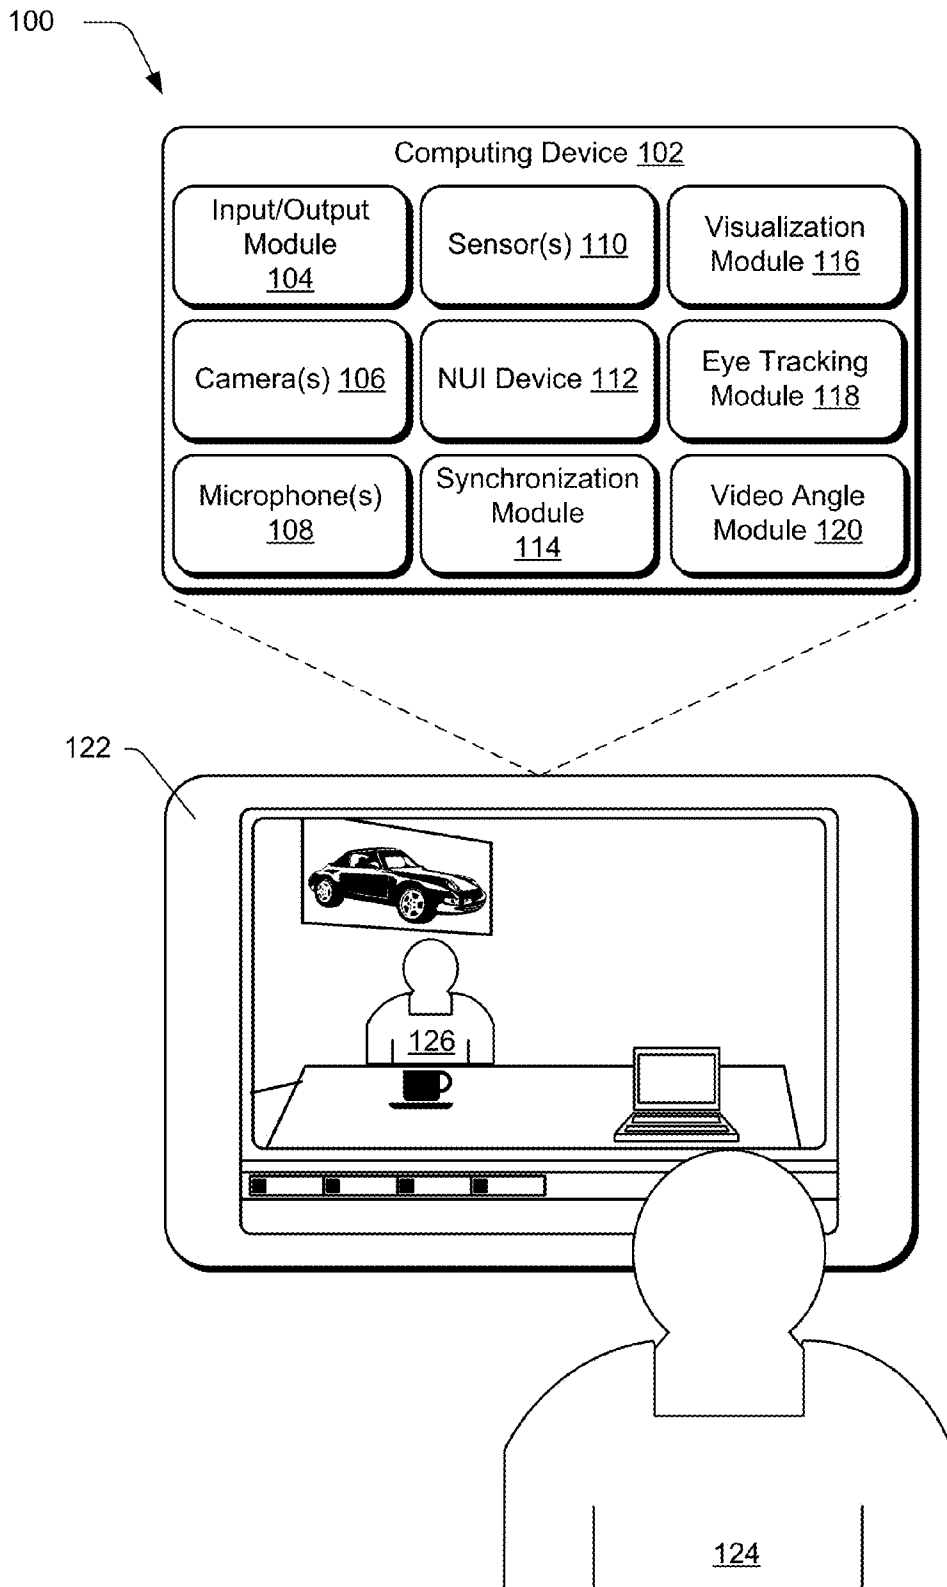 100
Computing Device 102
Input/Output
Module
104
Sensor(s) 110
Visualization
Module 116
Camera(s) 106
NUI Device 112
Eye Tracking
Module 118
Microphone(s)
108
Synchronization
Module
114
Video Angle
Module 120
122
126
124